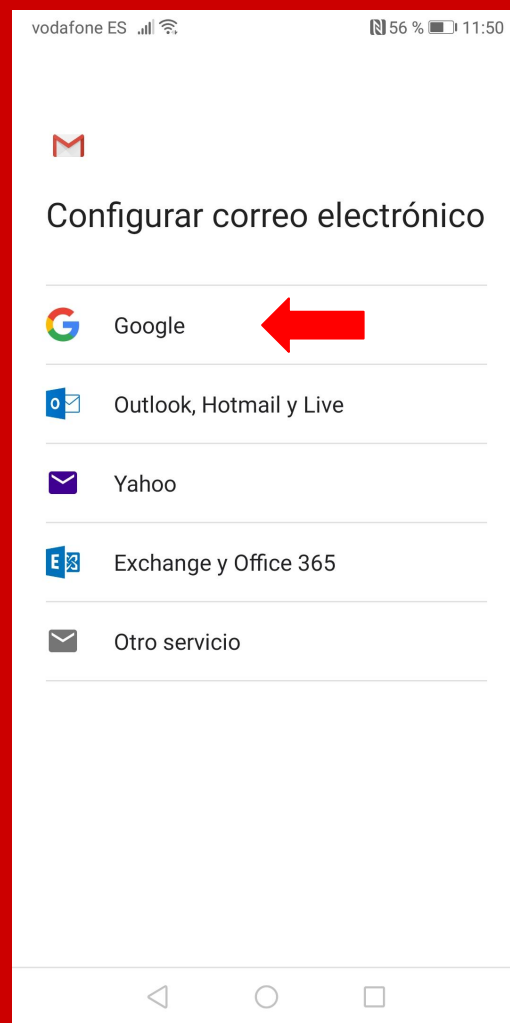 vodafone ES 56 % 11:50
Configurar correo electrónico
Google
Outlook, Hotmail y Live
Yahoo
Exchange y Office 365
Otro servicio